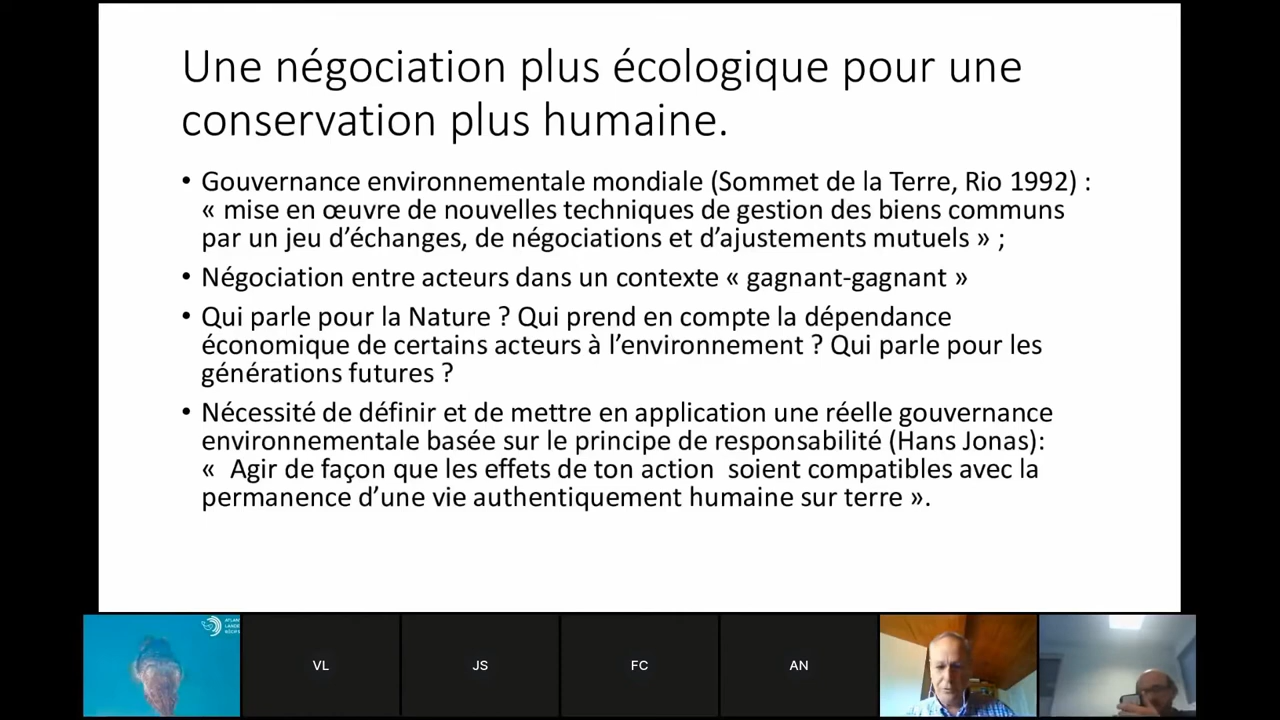 Une négociation plus écologique pour une
conservation plus humaine.
• Gouvernance environnementale mondiale (Sommet de la Terre, Rio 1992) :
« mise en œuvre de nouvelles techniques de gestion des biens communs
par un jeu d’échanges, de négociations et d’ajustements mutuels » ;
• Négociation entre acteurs dans un contexte « gagnant-gagnant »
• Qui parle pour la Nature ? Qui prend en compte la dépendance
économique de certains acteurs à l’environnement ? Qui parle pour les
générations futures ?
• Nécessité de définir et de mettre en application une réelle gouvernance
environnementale basée sur le principe de responsabilité (Hans Jonas):
«  Agir de façon que les effets de ton action  soient compatibles avec la
permanence d’une vie authentiquement humaine sur terre ».
VL
JS
FC
AN